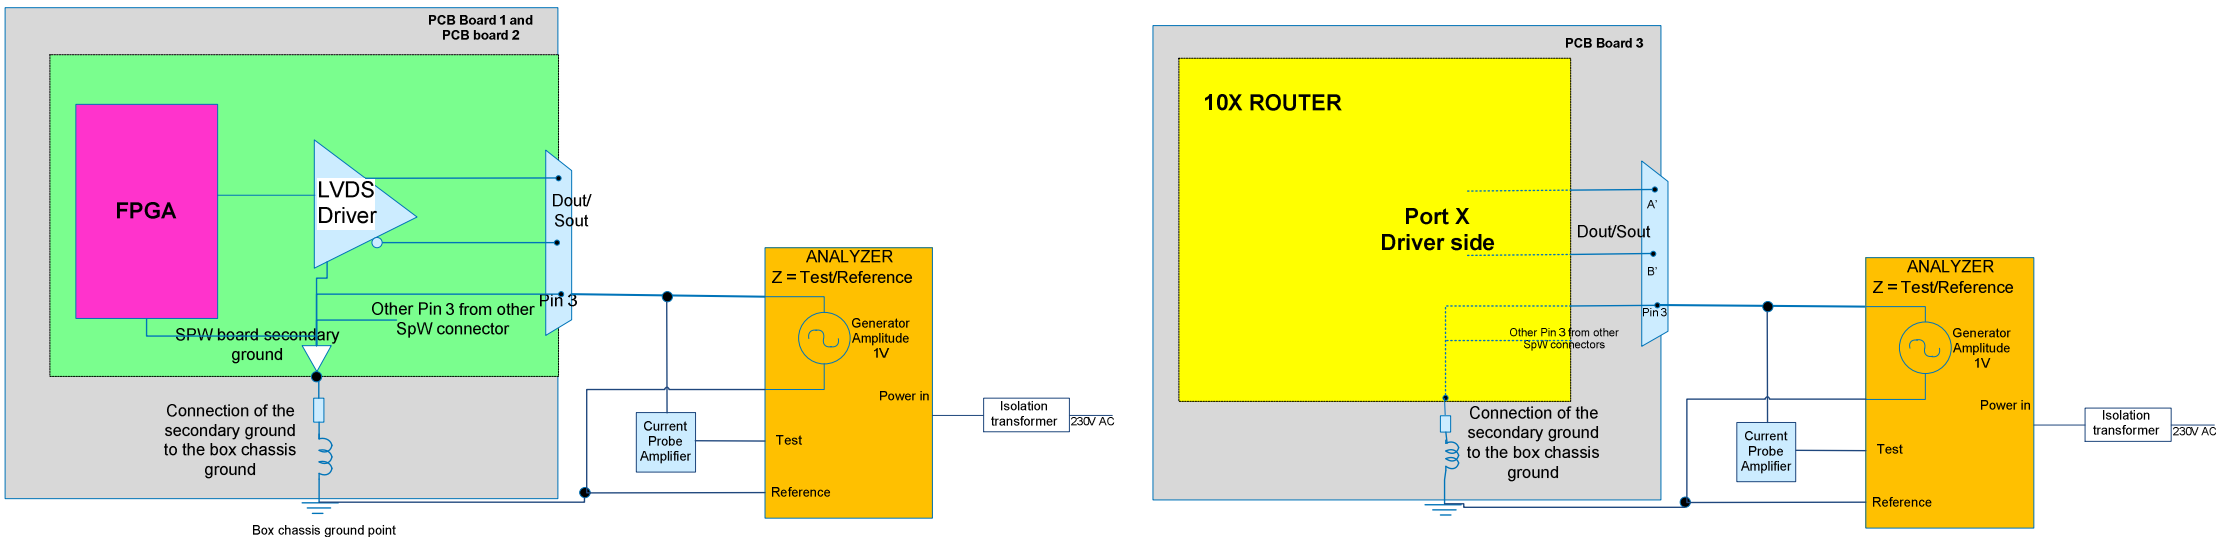 PCB Board 1 and
PCB board 2
FPGA
LVDS
Driver
Dout/
Sout
Pin 3
Other Pin 3 from other
SpW connector
SPW board secondary
ground
Connection of the
secondary ground
to the box chassis
ground
Box chassis ground point
ANALYZER
Z = Test/Reference
Generator
Amplitude
1V
Power in
Current
Probe
Amplifier
Test
Reference
Isolation
transformer
230V AC
PCB Board 3
10X ROUTER
Port X
Driver side
A'
Dout/Sout
B'
Pin 3
Other Pin 3 from other
SpW connectors
Connection of the
secondary ground
to the box chassis
ground
ANALYZER
Z = Test/Reference
Generator
Amplitude
1V
Power in
Current
Probe
Amplifier
Test
Reference
Isolation
transformer
230V AC